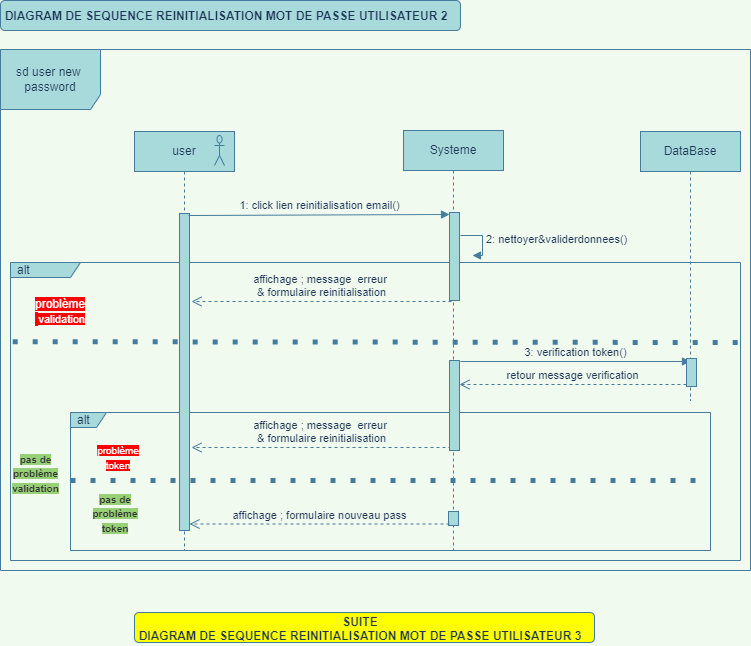 DIAGRAM DE SEQUENCE REINITIALISATION MOT DE PASSE UTILISATEUR 2
sd user new
password
user
Systeme
DataBase
1: click lien reinitialisation email()
2: nettoyer&validerdonnees()
alt
affichage ; message erreur
& formulaire reinitialisation
problème
validation
3: verification token()
retour message verification
alt
affichage ; message erreur
& formulaire reinitialisation
problème
token
pas de
problème
validation
pas de
problème
token
affichage ; formulaire nouveau pass
SUITE
DIAGRAM DE SEQUENCE REINITIALISATION MOT DE PASSE UTILISATEUR 3